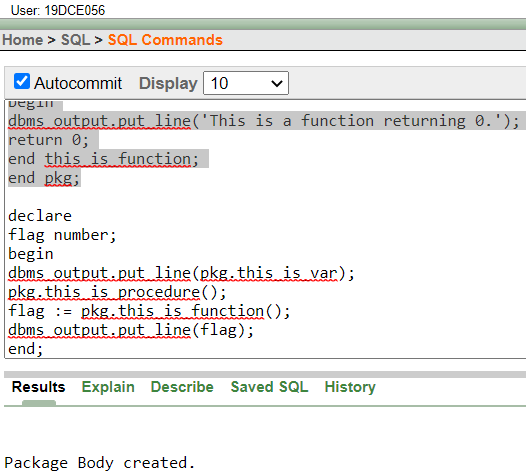 User: 19DCE056
Home > SQL > SQL Commands
Autocommit Display 10
begin
dbms_output.put_line('This is a function returning 0.');
return 0;
end this_is_function;
end pkg;
declare
flag number;
begin
dbms_output.put_line(pkg.this_is_var);
pkg.this_is_procedure();
flag := pkg.this_is_function();
dbms_output.put_line(flag);
end;
Results Explain Describe Saved SQL History
Package Body created.